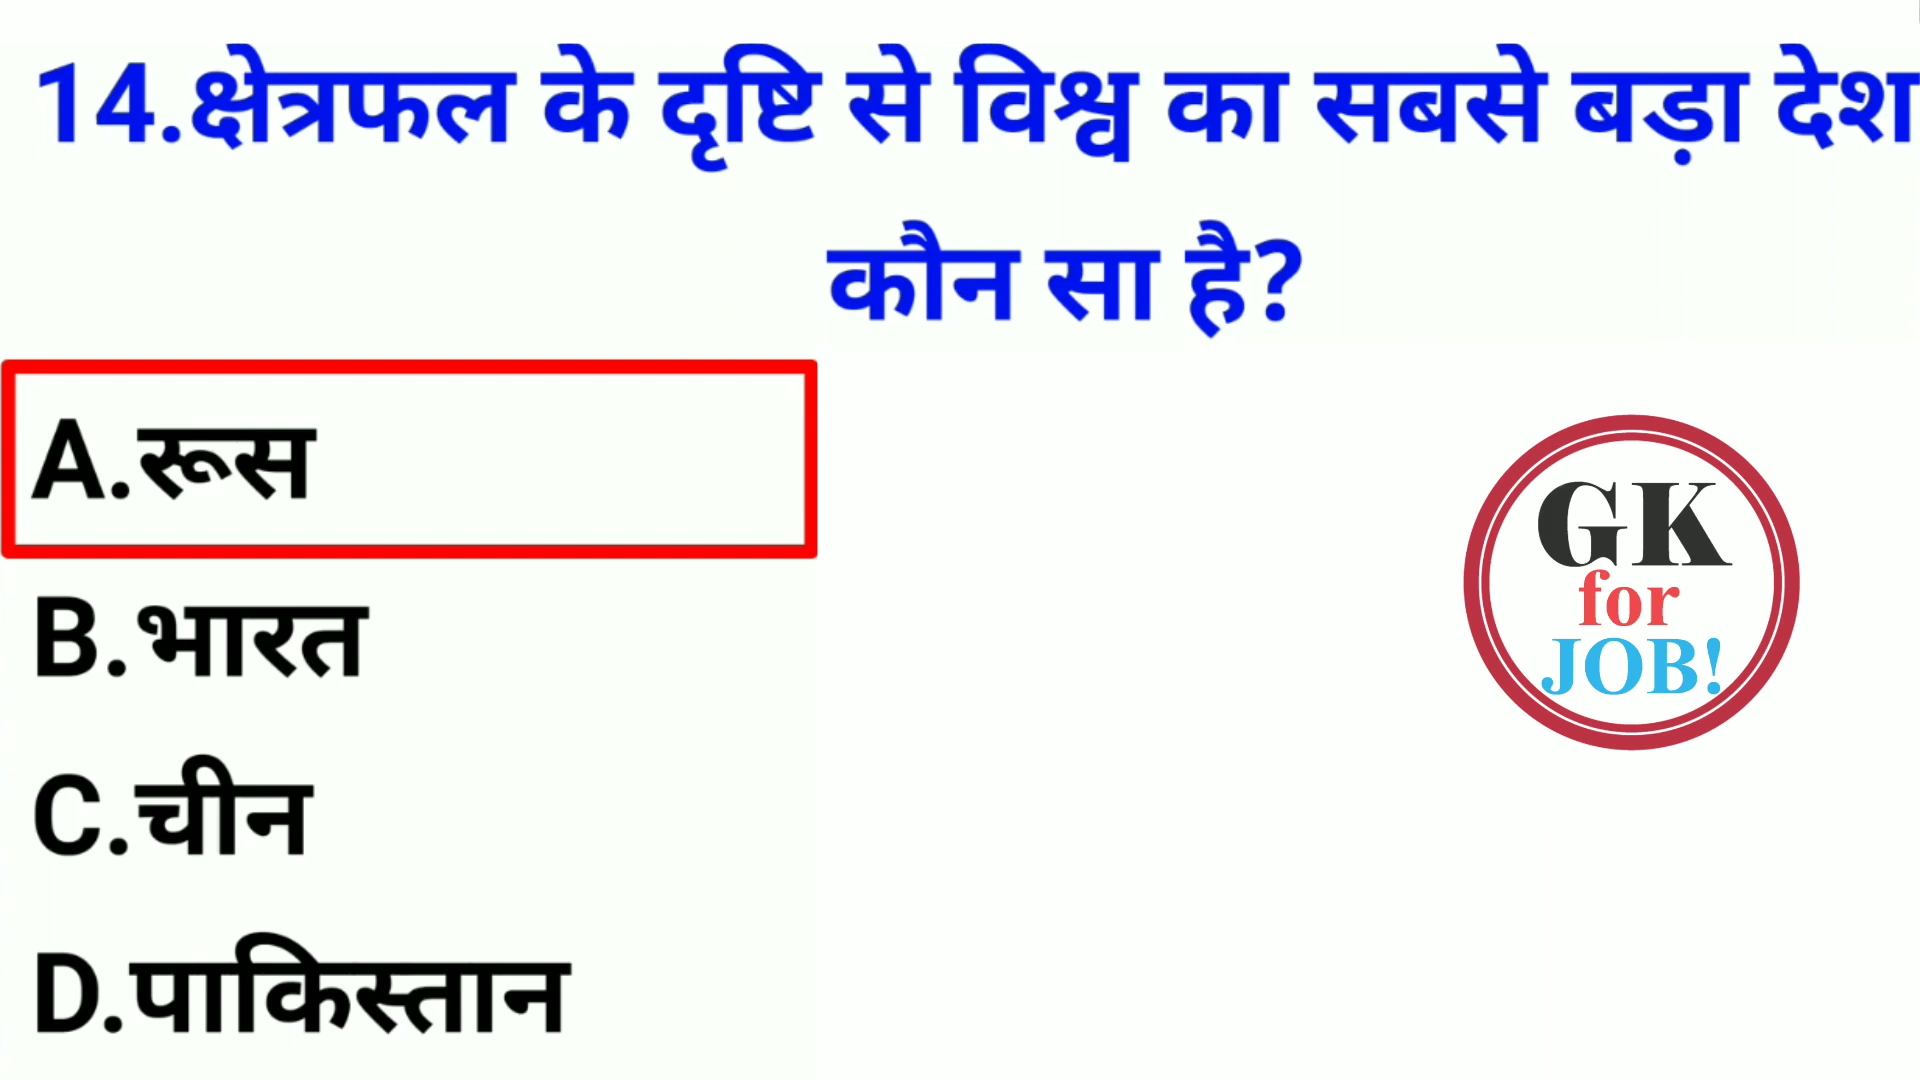 14.क्षेत्रफल के दृष्टि से विश्व का सबसे बड़ा देश
कौन सा है?
A.रूस
B.भारत
C.चीन
D.पाकिस्तान
GK
for
JOB!